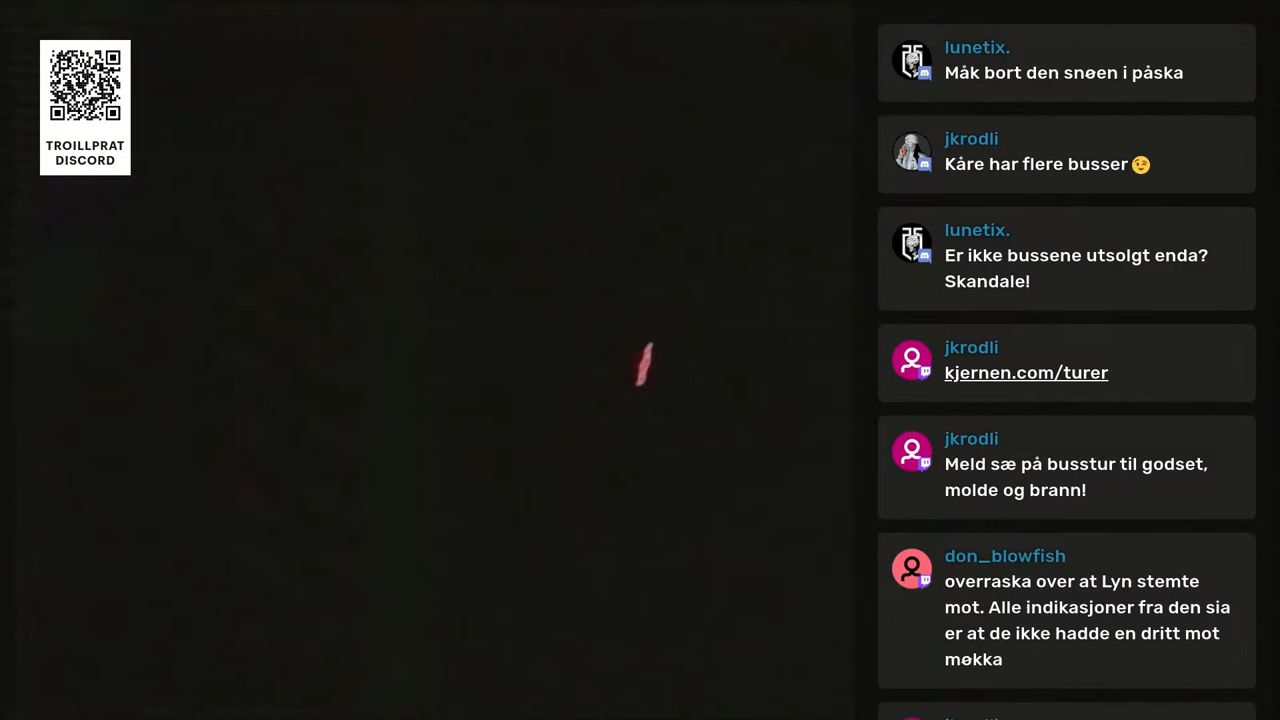 TROILLPRAT
DISCORD
lunetix.
Måk bort den snøen i påska
jkrodli
Kåre har flere busser 😉
lunetix.
Er ikke bussene utsolgt enda?
Skandale!
jkrodli
kjernen.com/turer
jkrodli
Meld sæ på busstur til godset,
molde og brann!
don_blowfish
overraska over at Lyn stemte
mot. Alle indikasjoner fra den sia
er at de ikke hadde en dritt mot
møkka